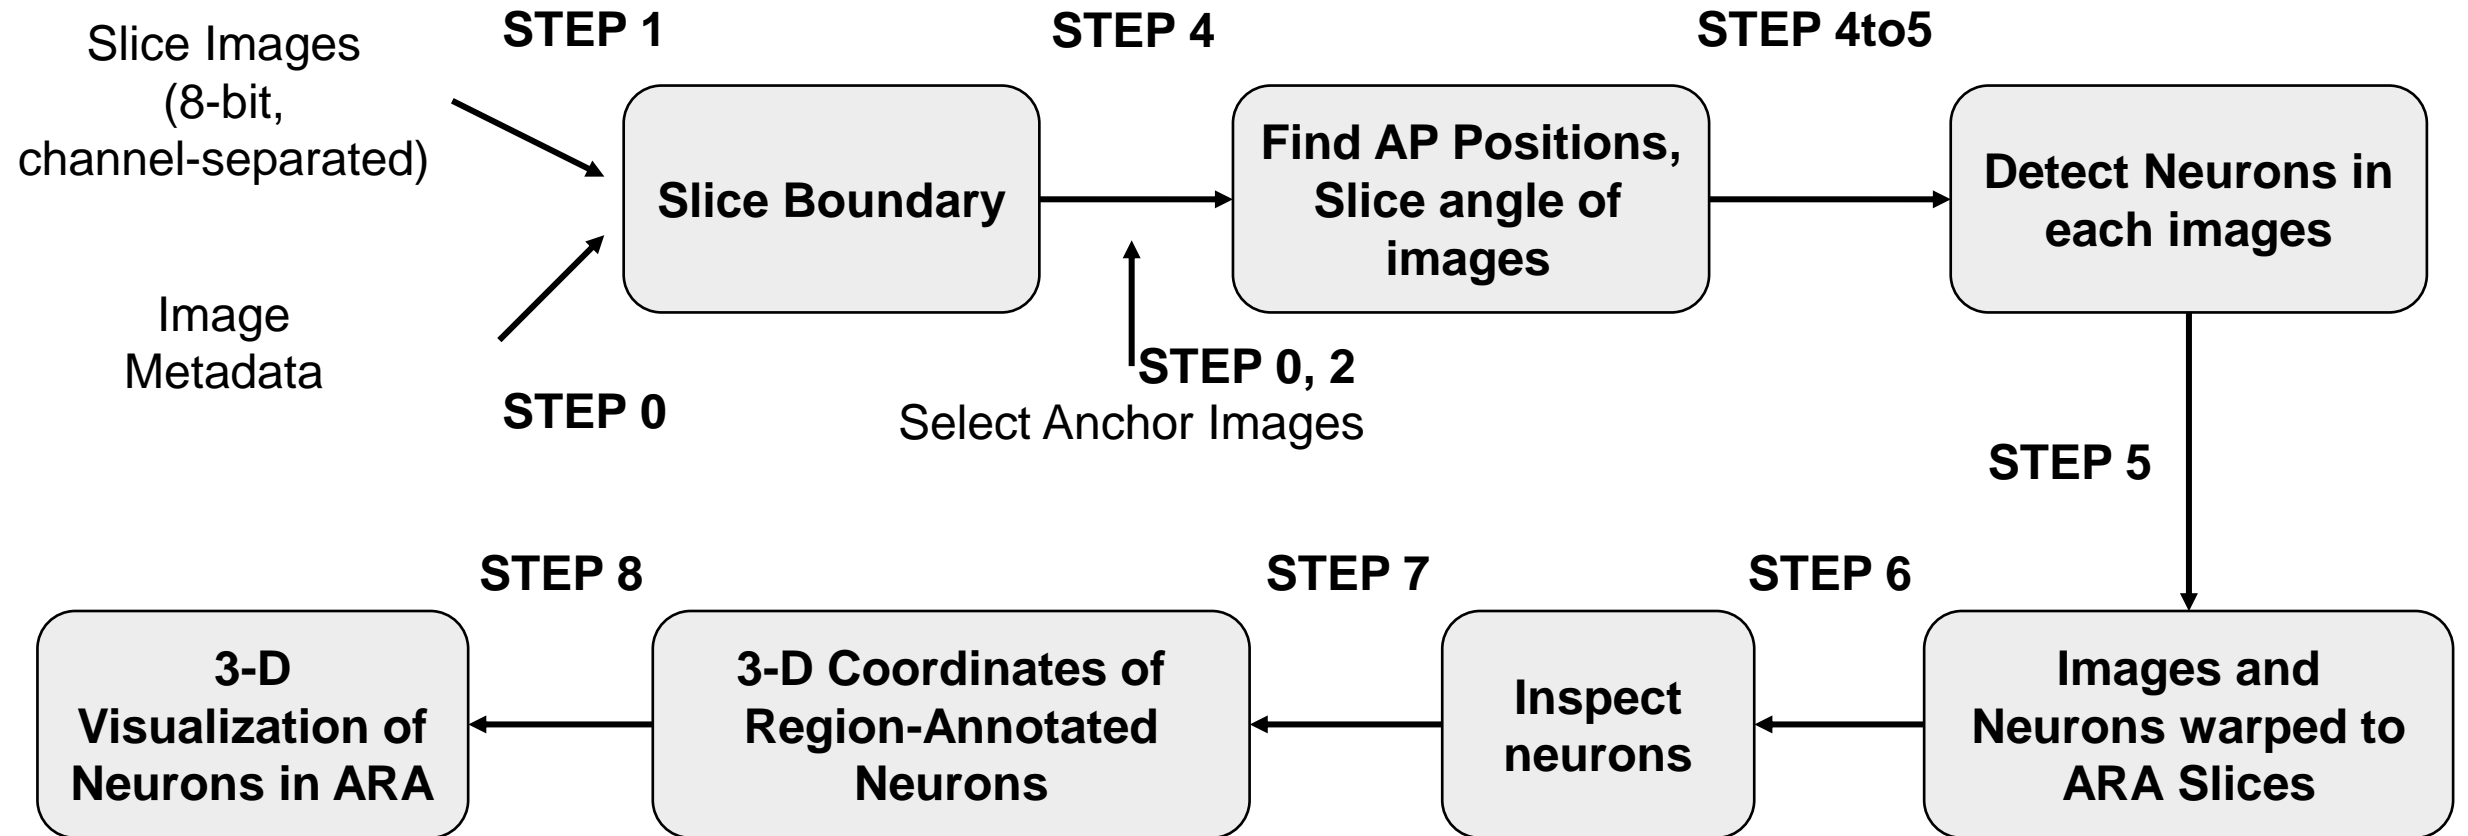 Slice Images
(8-bit,
channel-separated)
STEP 1
Image
Metadata
STEP 0
Slice Boundary
STEP 4
STEP 0, 2
Select Anchor Images
Find AP Positions,
Slice angle of
images
STEP 4to5
Detect Neurons in
each images
STEP 5
Images and
Neurons warped to
ARA Slices
STEP 6
Inspect
neurons
STEP 7
3-D Coordinates of
Region-Annotated
Neurons
STEP 8
3-D
Visualization of
Neurons in ARA